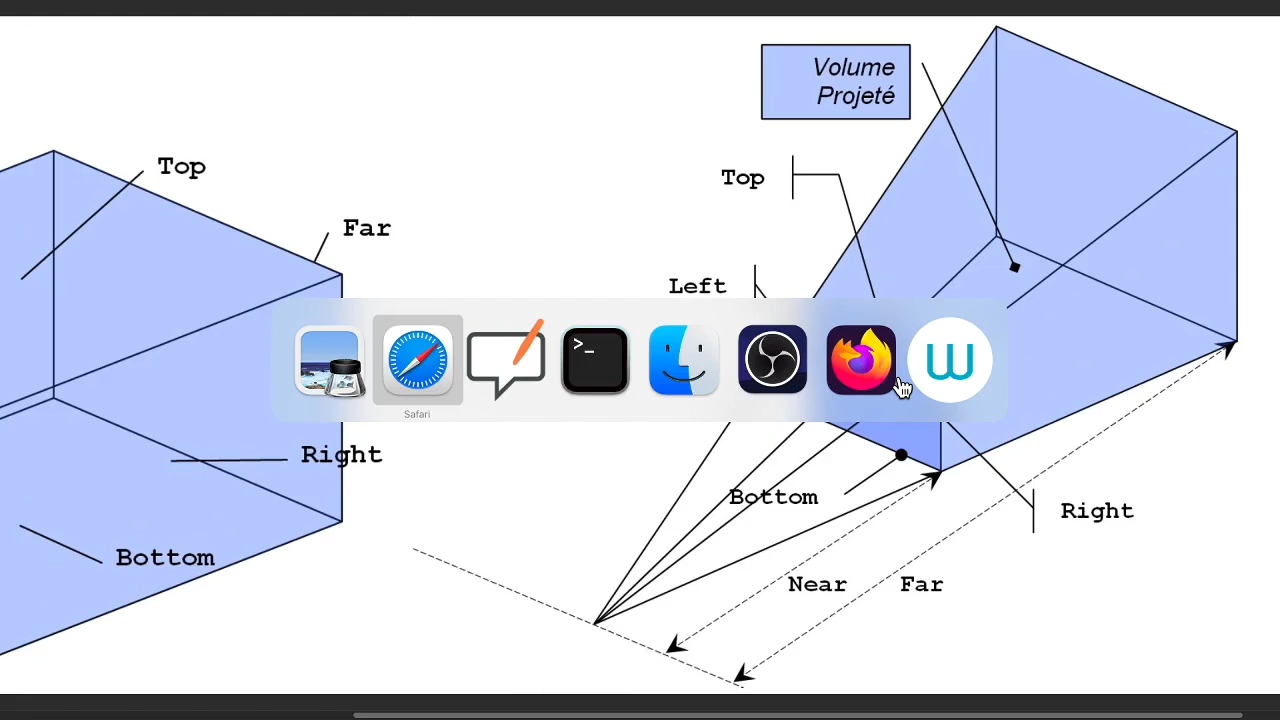 Volume
Projeté
Top
Top
Far
Left
>_
W
Safari
Right
Bottom
Right
Bottom
Near
Far